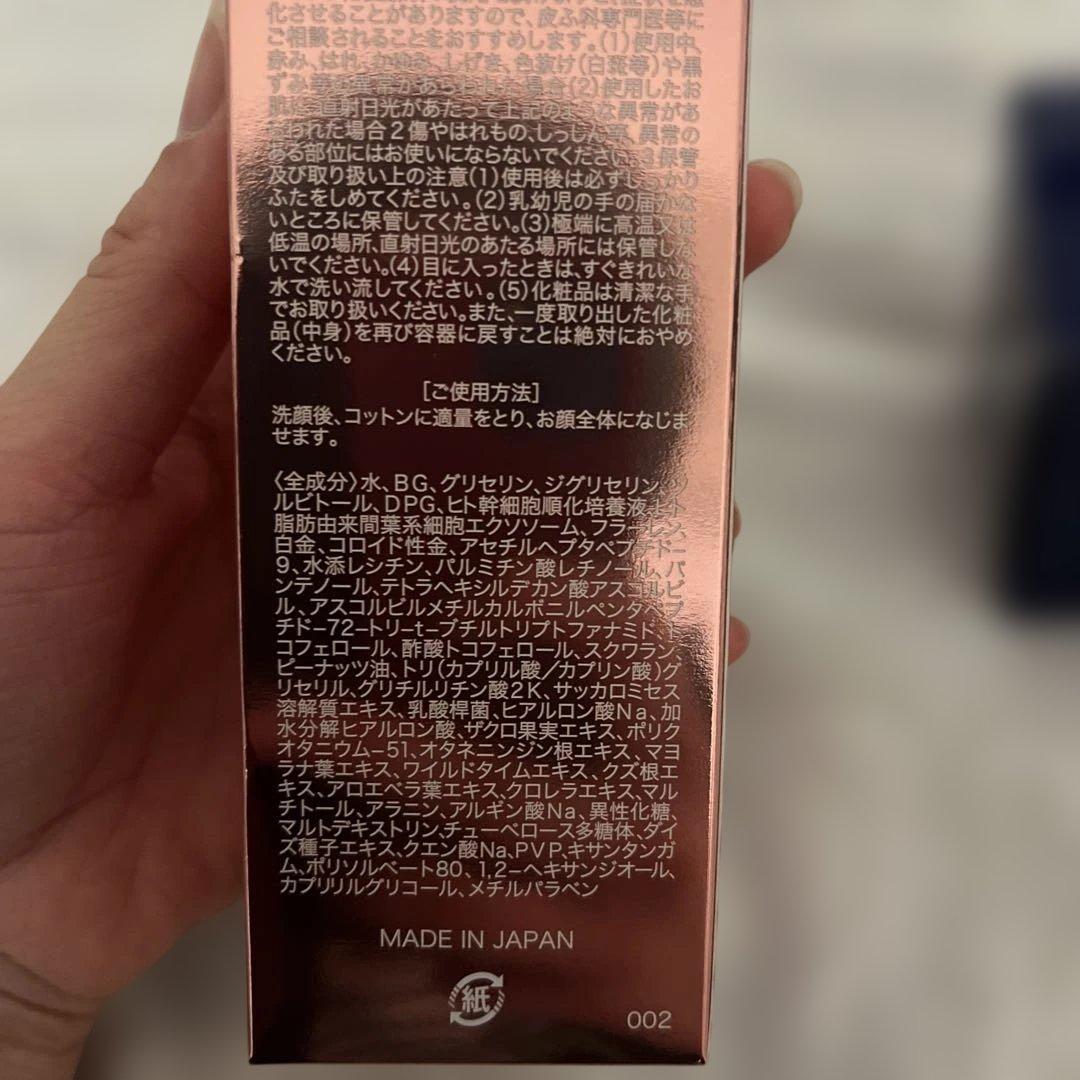 化させることがありますので、皮ふ科専門医等に
ご相談されることをおすすめします。(1)使用中、
赤み、はれ、かゆみ、しげき、色抜け(白斑等)や黒
ずみ等の異常があらわれた場合(2)使用したお
肌に、直射日光があたって上記のような異常があ
らわれた場合2傷やはれもの、しっしん等、異常の
ある部位にはお使いにならないでください。3保管
及び取り扱い上の注意(1)使用後は必ずしっかり
ふたをしめてください。(2)乳幼児の手の届かな
いところに保管してください。(3)極端に高温又は
低温の場所、直射日光のあたる場所には保管しな
いでください。(4)目に入ったときは、すぐきれいな
水で洗い流してください。(5)化粧品は清潔な手
でお取り扱いください。また、一度取り出した化粧
品(中身)を再び容器に戻すことは絶対におやめ
ください。
[ご使用方法]
洗顔後、コットンに適量をとり、お顔全体になじま
せます。
〈全成分〉水、BG、グリセリン、ジグリセリン、ソ
ルビトール、DPG、ヒト幹細胞順化培養液、ヒト
脂肪由来間葉系細胞エクソソーム、フラーレン、
白金、コロイド性金、アセチルヘプタペプチド-
9、水添レシチン、パルミチン酸レチノール、パ
ンテノール、テトラヘキシルデカン酸アスコルビ
ル、アスコルビルメチルカルボニルペンタペプ
チド-72-トリ-t-ブチルトリプトファナミド、ト
コフェロール、酢酸トコフェロール、スクワラン、
ピーナッツ油、トリ(カプリル酸/カプリン酸)グ
リセリル、グリチルリチン酸2K、サッカロミセス
溶解質エキス、乳酸桿菌、ヒアルロン酸Na、加
水分解ヒアルロン酸、ザクロ果実エキス、ポリク
オタニウム-51、オタネニンジン根エキス、マヨ
ラナ葉エキス、ワイルドタイムエキス、クズ根エ
キス、アロエベラ葉エキス、クロレラエキス、マル
チトール、アラニン、アルギン酸Na、異性化糖、
マルトデキストリン、チューベロース多糖体、ダイ
ズ種子エキス、クエン酸Na、PVP、キサンタンガ
ム、ポリソルベート80、1,2-ヘキサンジオール、
カプリリルグリコール、メチルパラベン
MADE IN JAPAN
紙
002